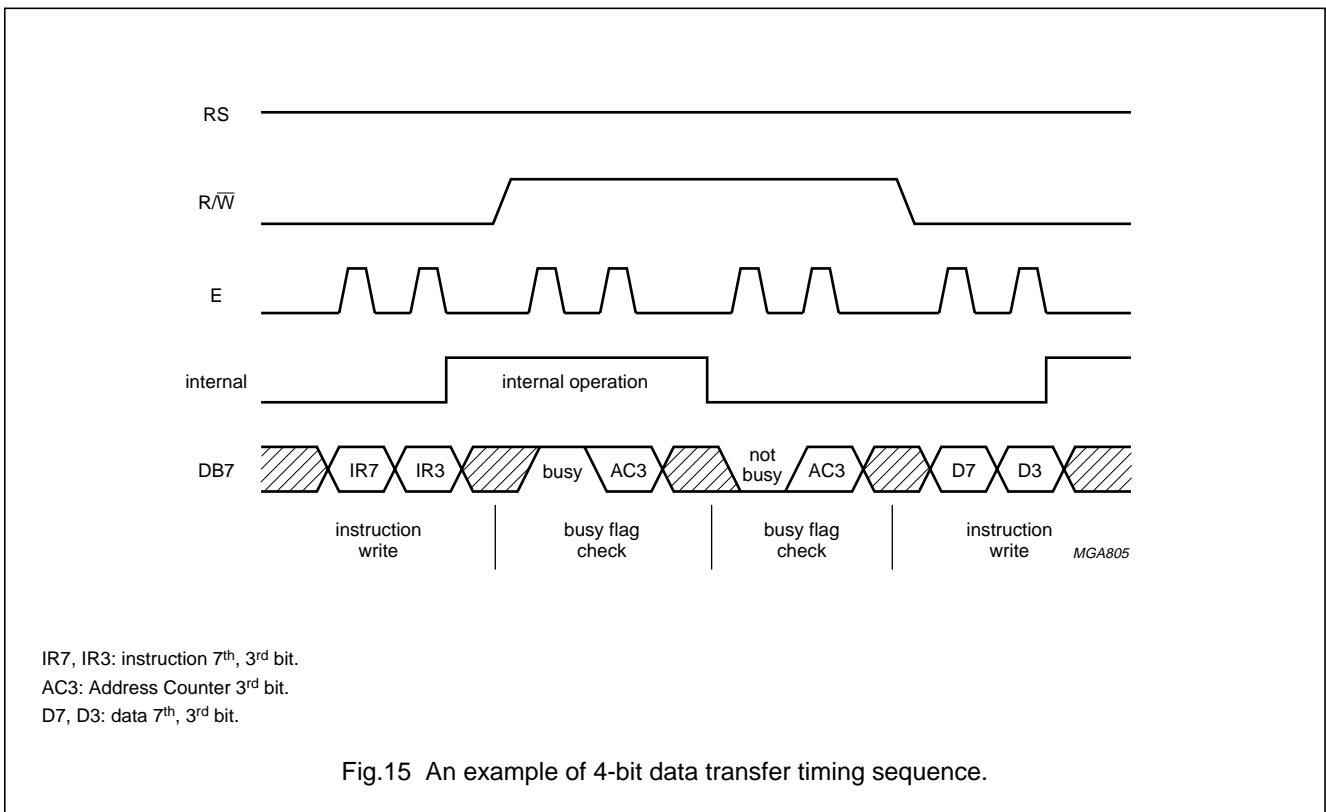 RS
R/W̅
E
internal
internal operation
DB7
IR7 IR3 busy AC3 not busy AC3 D7 D3
instruction write
busy flag check
busy flag check
instruction write
MGA805
IR7, IR3: instruction 7th, 3rd bit.
AC3: Address Counter 3rd bit.
D7, D3: data 7th, 3rd bit.
Fig.15 An example of 4-bit data transfer timing sequence.